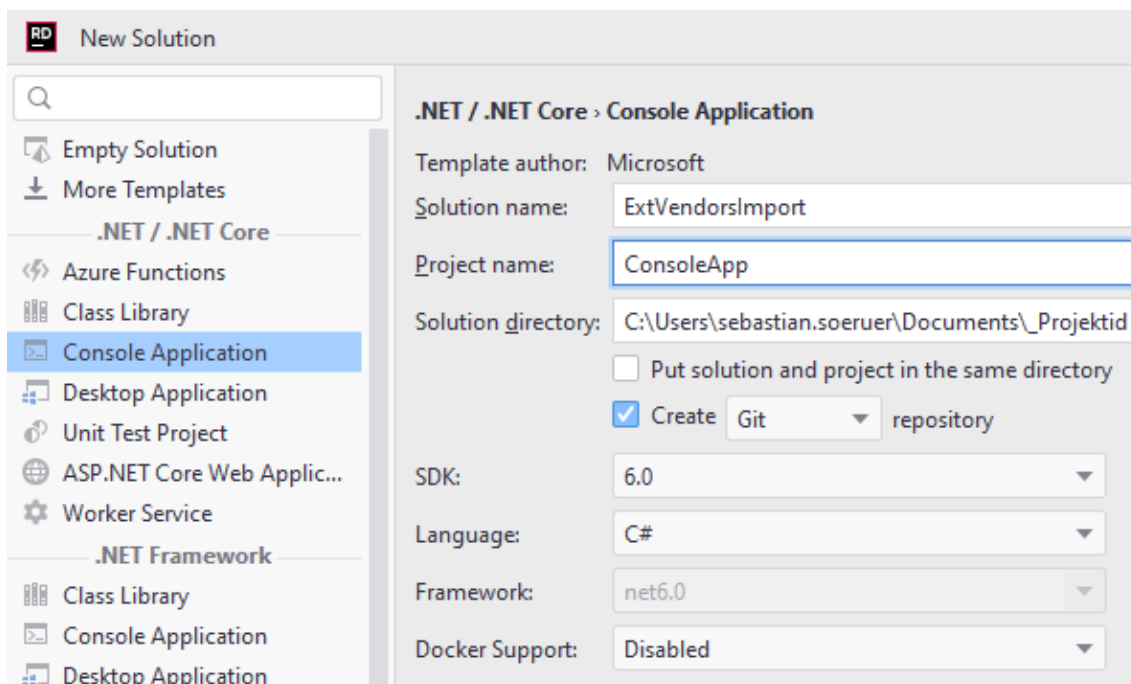 RD New Solution
Empty Solution
More Templates
.NET / .NET Core
Azure Functions
Class Library
Console Application
Desktop Application
Unit Test Project
ASP.NET Core Web Applic...
Worker Service
.NET Framework
Class Library
Console Application
Desktop Application
.NET / .NET Core › Console Application
Template author: Microsoft
Solution name: ExtVendorsImport
Project name: ConsoleApp
Solution directory: C:\Users\sebastian.soeruer\Documents\_Projektid
Put solution and project in the same directory
Create Git repository
SDK: 6.0
Language: C#
Framework: net6.0
Docker Support: Disabled